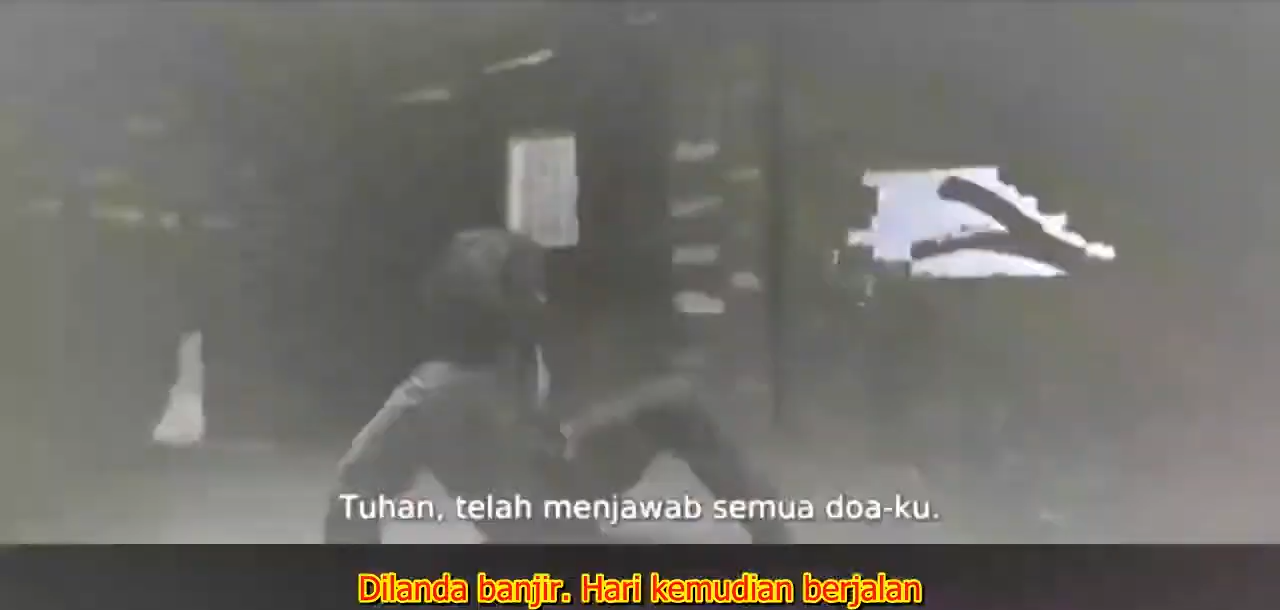 Tuhan, telah menjawab semua doa-ku.
Dilanda banjir. Hari kemudian berjalan